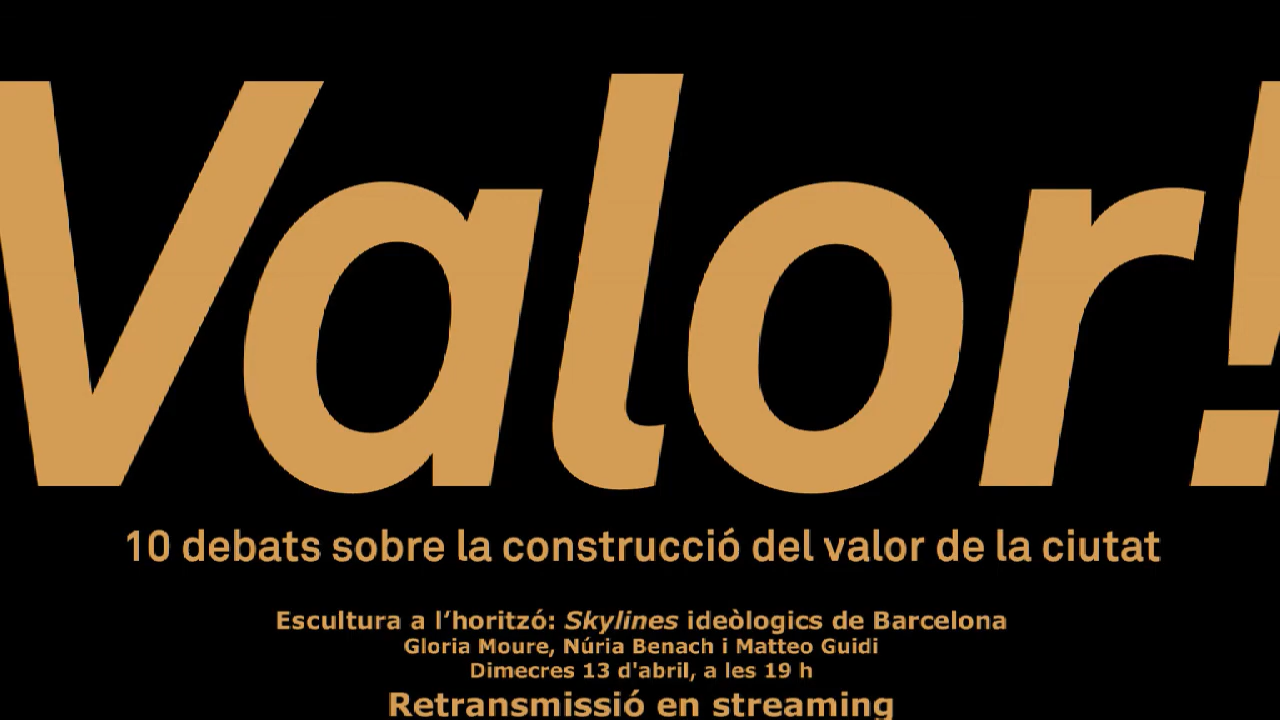 Valor!
10 debats sobre la construcció del valor de la ciutat
Escultura a l’horitzó: Skylines ideòlogics de Barcelona
Gloria Moure, Núria Benach i Matteo Guidi
Dimecres 13 d'abril, a les 19 h
Retransmissió en streaming